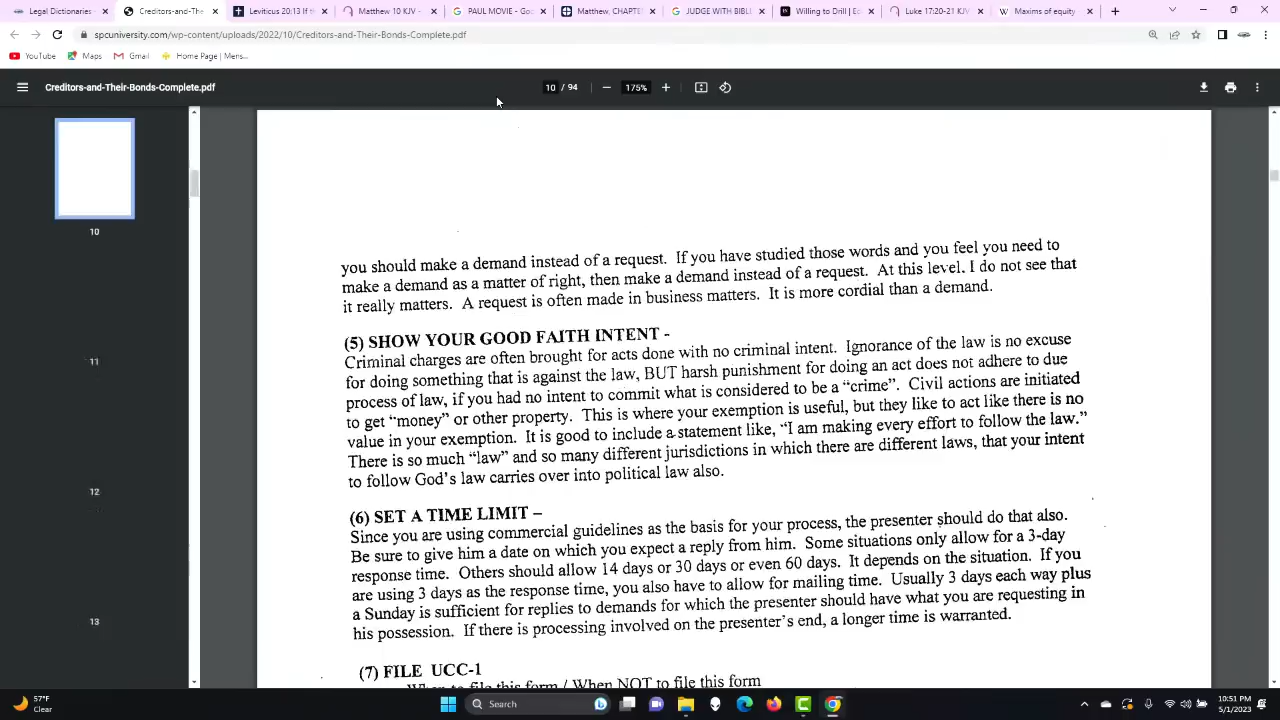 Legal Dictionaries
Creditors-and-Their-Bonds
Leviticus 20:13 If th
Matthew 10 KJV -
PAUL MOVIE - Goo
Matthew, CHAPTER
JUDGE WITH BIBLE
Willing to Drill | Ed
Luke 17:20-21 KJV
Maxims of equity
spcuniversity.com/wp-content/uploads/2022/10/Creditors-and-Their-Bonds-Complete.pdf
YouTube
Maps
Gmail
Home Page | Mens...
Creditors-and-Their-Bonds-Complete.pdf
10 / 94
175%
10
11
12
13
you should make a demand instead of a request. If you have studied those words and you feel you need to
make a demand as a matter of right, then make a demand instead of a request. At this level, I do not see that
it really matters. A request is often made in business matters. It is more cordial than a demand.
(5) SHOW YOUR GOOD FAITH INTENT -
Criminal charges are often brought for acts done with no criminal intent. Ignorance of the law is no excuse
for doing something that is against the law, BUT harsh punishment for doing an act does not adhere to due
process of law, if you had no intent to commit what is considered to be a “crime”. Civil actions are initiated
to get “money” or other property. This is where your exemption is useful, but they like to act like there is no
value in your exemption. It is good to include a statement like, “I am making every effort to follow the law.”
There is so much “law” and so many different jurisdictions in which there are different laws, that your intent
to follow God’s law carries over into political law also.
(6) SET A TIME LIMIT –
Since you are using commercial guidelines as the basis for your process, the presenter should do that also.
Be sure to give him a date on which you expect a reply from him. Some situations only allow for a 3-day
response time. Others should allow 14 days or 30 days or even 60 days. It depends on the situation. If you
are using 3 days as the response time, you also have to allow for mailing time. Usually 3 days each way plus
a Sunday is sufficient for replies to demands for which the presenter should have what you are requesting in
his possession. If there is processing involved on the presenter’s end, a longer time is warranted.
(7) FILE UCC-1
When to file this form / When NOT to file this form
57°F
Clear
Search
10:51 PM
5/1/2023